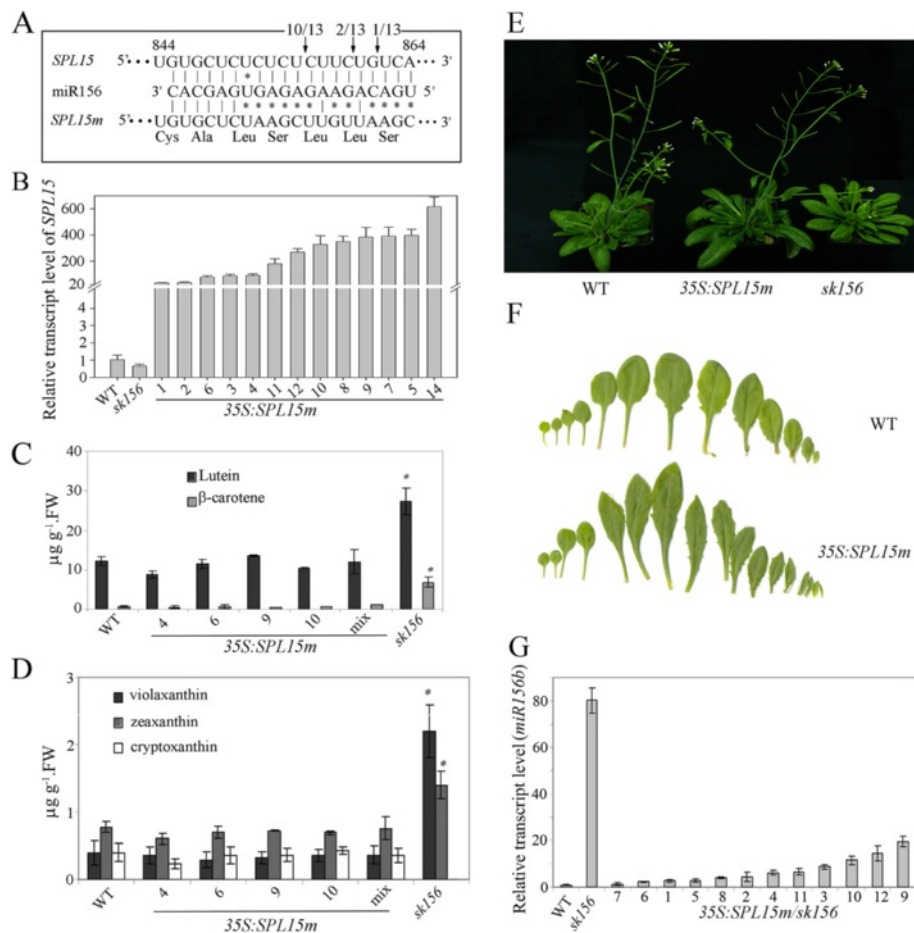 A
10/13 2/13 1/13
844 864
SPL15 5'•••UGUGCUCUCUCUCUUCUGUCA••• 3'
*
miR156 3' CACGAGUGAGAGAAGACAGU 5'
SPL15m 5'•••UGUGCUCUAAGCUUGUUAAGC••• 3'
Cys Ala Leu Ser Leu Leu Ser
B
Relative transcript level of SPL15
600
400
200
20
4
3
2
1
0
WT sk156 1 2 6 3 4 11 12 10 8 9 7 5 14
35S:SPL15m
C
µg g⁻¹.FW
40
30
20
10
0
Lutein
β-carotene
*
*
WT 4 6 9 10 mix sk156
35S:SPL15m
D
µg g⁻¹.FW
3
2
1
0
violaxanthin
zeaxanthin
cryptoxanthin
*
*
WT 4 6 9 10 mix sk156
35S:SPL15m
E
WT 35S:SPL15m sk156
F
WT
35S:SPL15m
G
Relative transcript level (miR156b)
80
60
40
20
0
WT sk156 7 6 1 5 8 2 4 11 3 10 12 9
35S:SPL15m/sk156